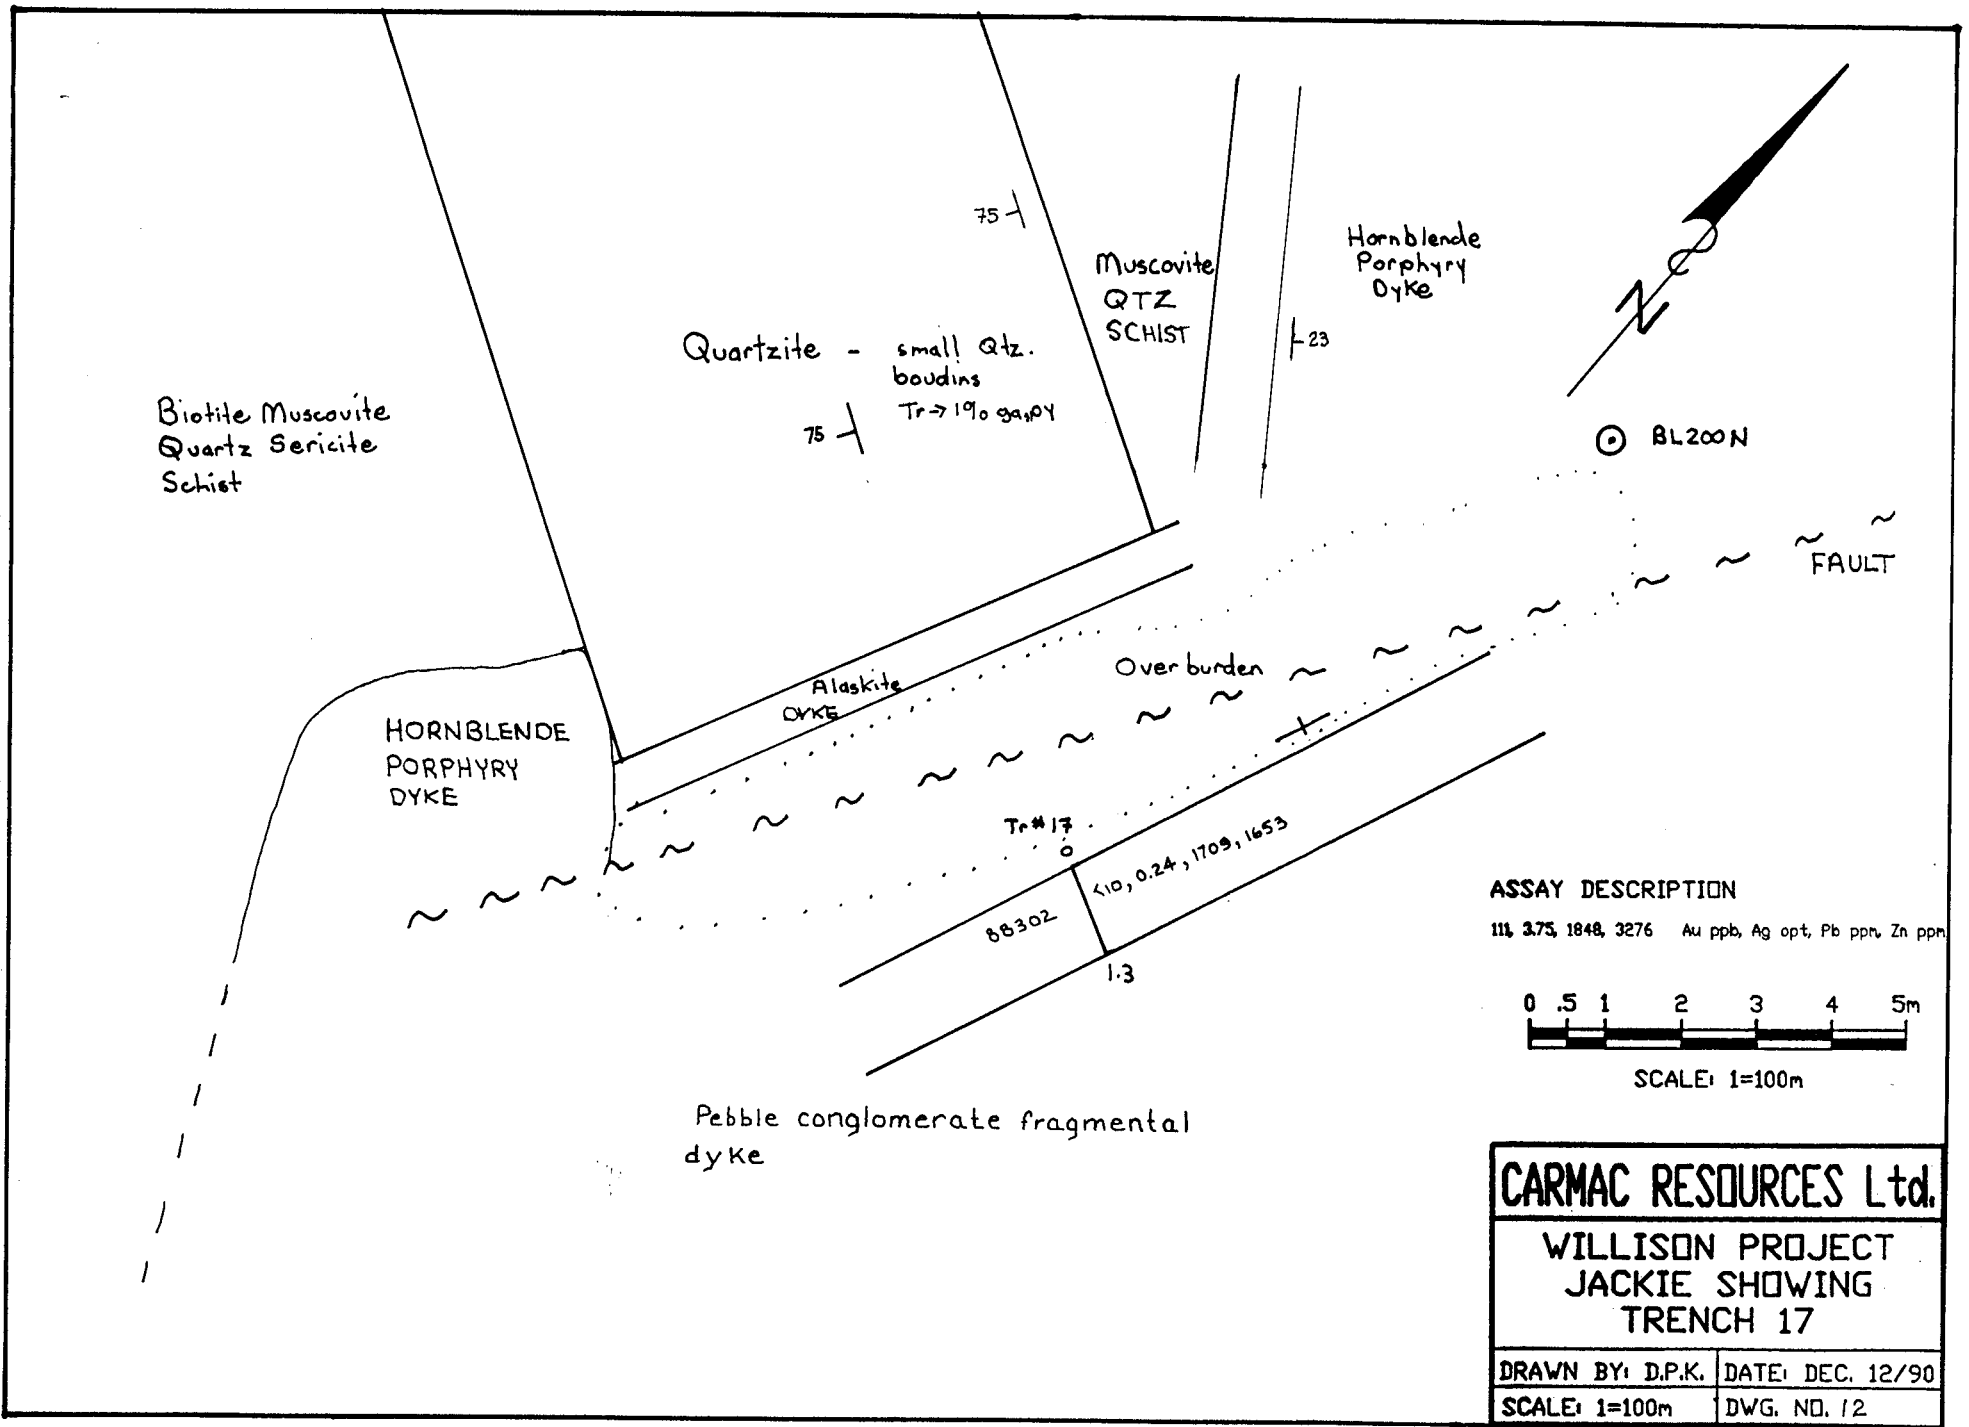 75
Muscovite
QTZ
SCHIST
Hornblende
Porphyry
Dyke
23
N
Quartzite - small Qtz.
boudins
Tr→1% ga,py
75
Biotite Muscovite
Quartz Sericite
Schist
BL200N
FAULT
Overburden
Alaskite
DYKE
HORNBLENDE
PORPHYRY
DYKE
Tr#17
0
<10, 0.24, 1709, 1653
88302
1.3
Pebble conglomerate fragmental
dyke
ASSAY DESCRIPTION
111, 3.75, 1848, 3276 Au ppb, Ag opt, Pb ppm, Zn ppm
0 .5 1 2 3 4 5m
SCALE: 1=100m
CARMAC RESOURCES Ltd.
WILLISON PROJECT
JACKIE SHOWING
TRENCH 17
DRAWN BY: D.P.K. DATE: DEC. 12/90
SCALE: 1=100m DWG. NO. 12